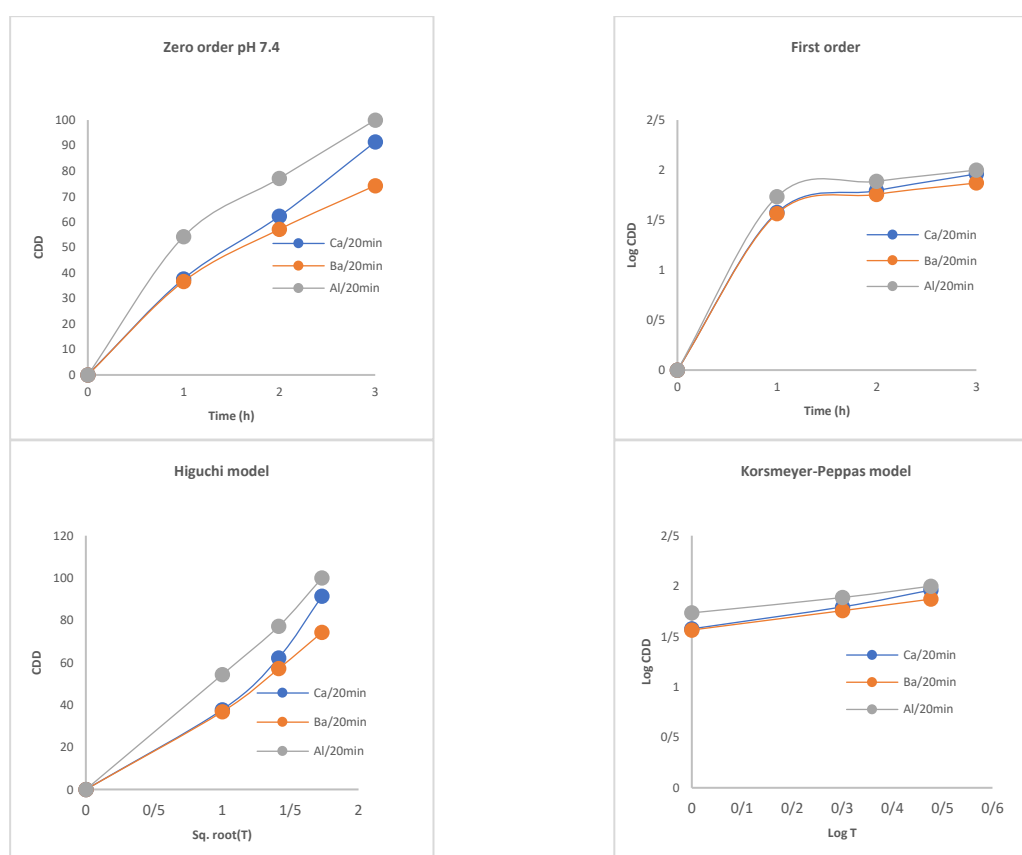 Zero order pH 7.4
100
90
80
70
60
50
40
30
20
10
0
CDD
0 1 2 3
Time (h)
Ca/20min
Ba/20min
Al/20min
First order
2/5
2
1/5
1
0/5
0
Log CDD
0 1 2 3
Time (h)
Ca/20min
Ba/20min
Al/20min
Higuchi model
120
100
80
60
40
20
0
CDD
0 0/5 1 1/5 2
Sq. root(T)
Ca/20min
Ba/20min
Al/20min
Korsmeyer-Peppas model
2/5
2
1/5
1
0/5
0
Log CDD
0 0/1 0/2 0/3 0/4 0/5 0/6
Log T
Ca/20min
Ba/20min
Al/20min